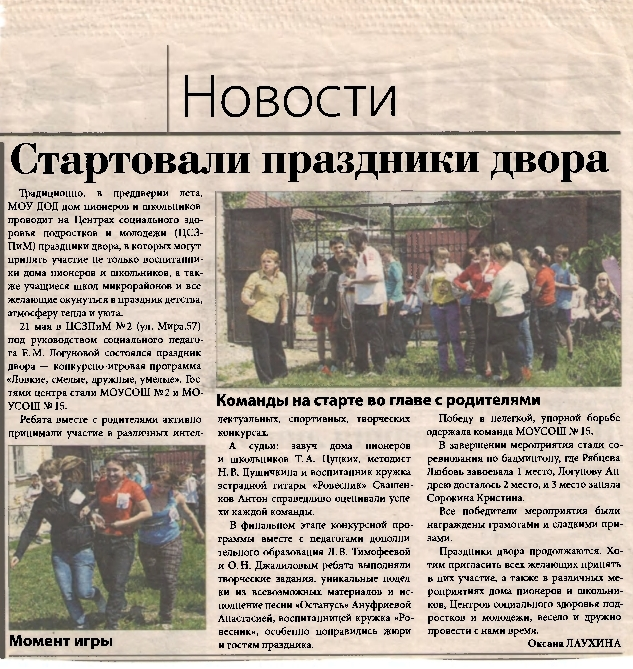 Новости
Стартовали праздники двора
Традиционно, в преддверии лета,
МОУ ДОД дом пионеров и школьников
проводит на Центрах социального здо-
ровья подростков и молодежи (ЦСЗ-
ПиМ) праздники двора, в которых могут
принять участие не только воспитанни-
ки дома пионеров и школьников, а так-
же учащиеся школ микрорайонов и все
желающие окунуться в праздник детства,
атмосферу тепла и уюта.
21 мая в ЦСЗПиМ №2 (ул. Мира,57)
под руководством социального педаго-
га Е.М. Логуновой состоялся праздник
двора — конкурсно-игровая программа
«Ловкие, смелые, дружные, умелые». Гос
тями центра стали МОУСОШ №2 и МО-
УСОШ №15.
Ребята вместе с родителями активно
принимали участие в различных интел-
Момент игры
Команды на старте во главе с родителями
лектуальных, спортивных, творческих
конкурсах.
А судьи: завуч дома пионеров
и школьников Т. А. Цуцких, методист
Н. В. Пушичкина и воспитанник кружка
эстрадной гитары «Ровесник» Сващен-
ков Антон справедливо оценивали успе
хи каждой команды.
В финальном этапе конкурсной про-
граммы вместе с педагогами дополни
тельного образования Л. В. Тимофеевой
и О. Н. Джалиловым ребята выполняли
творческие задания, уникальные подел
ки из всевозможных материалов и ис-
полнение песни «Останусь» Ануфриевой
Анастасией, воспитанницей кружка «Ро-
весник», особенно понравились жюри
и гостям праздника.
Победу в нелегкой, упорной борьбе
одержала команда МОУСОШ №15.
В завершении мероприятия стали со-
ревнования по бадминтону, где Рябцева
Любовь завоевала 1 место, Логунову Ан-
дрею досталось 2 место, и 3 место заняла
Сорокина Кристина.
Все победители мероприятия были
награждены грамотами и сладкими при-
зами.
Праздники двора продолжаются. Хо-
тим пригласить всех желающих принять
в них участие, а также в различных ме-
роприятиях дома пионеров и школьни-
ков, Центров социального здоровья под-
ростков и молодежи, весело и дружно
провести с нами время.
Оксана ЛАУХИНА